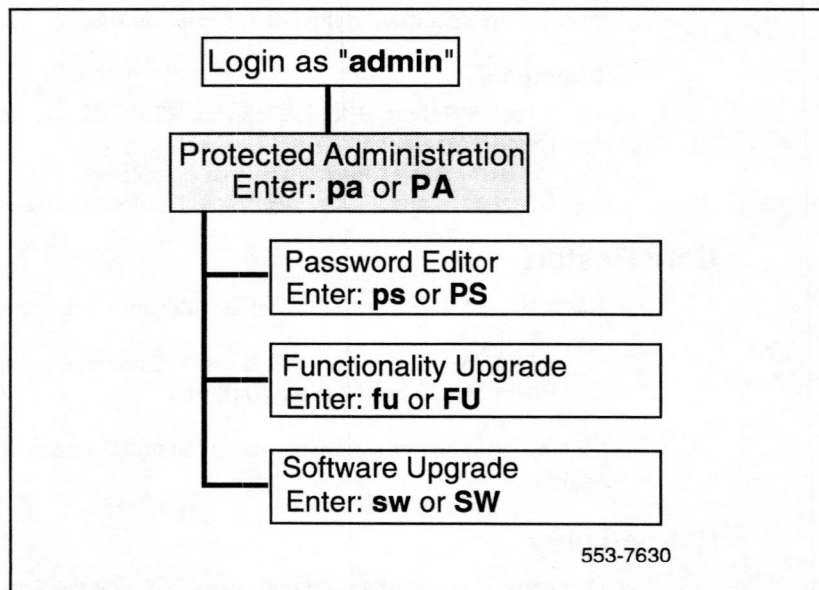 Login as "admin"
Protected Administration
Enter: pa or PA
Password Editor
Enter: ps or PS
Functionality Upgrade
Enter: fu or FU
Software Upgrade
Enter: sw or SW
553-7630